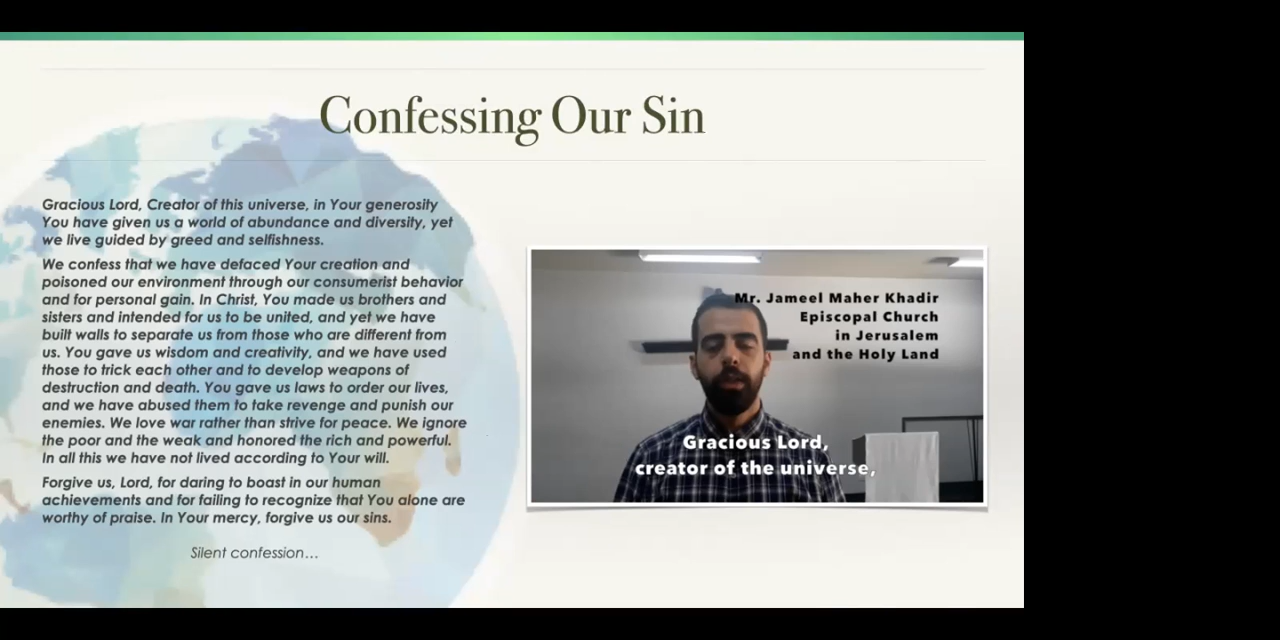 Confessing Our Sin
Gracious Lord, Creator of this universe, in Your generosity
You have given us a world of abundance and diversity, yet
we live guided by greed and selfishness.
We confess that we have defaced Your creation and
poisoned our environment through our consumerist behavior
and for personal gain. In Christ, You made us brothers and
sisters and intended for us to be united, and yet we have
built walls to separate us from those who are different from
us. You gave us wisdom and creativity, and we have used
those to trick each other and to develop weapons of
destruction and death. You gave us laws to order our lives,
and we have abused them to take revenge and punish our
enemies. We love war rather than strive for peace. We ignore
the poor and the weak and honored the rich and powerful.
In all this we have not lived according to Your will.
Forgive us, Lord, for daring to boast in our human
achievements and for failing to recognize that You alone are
worthy of praise. In Your mercy, forgive us our sins.
Silent confession…
Mr. Jameel Maher Khadir
Episcopal Church
in Jerusalem
and the Holy Land
Gracious Lord,
creator of the universe,